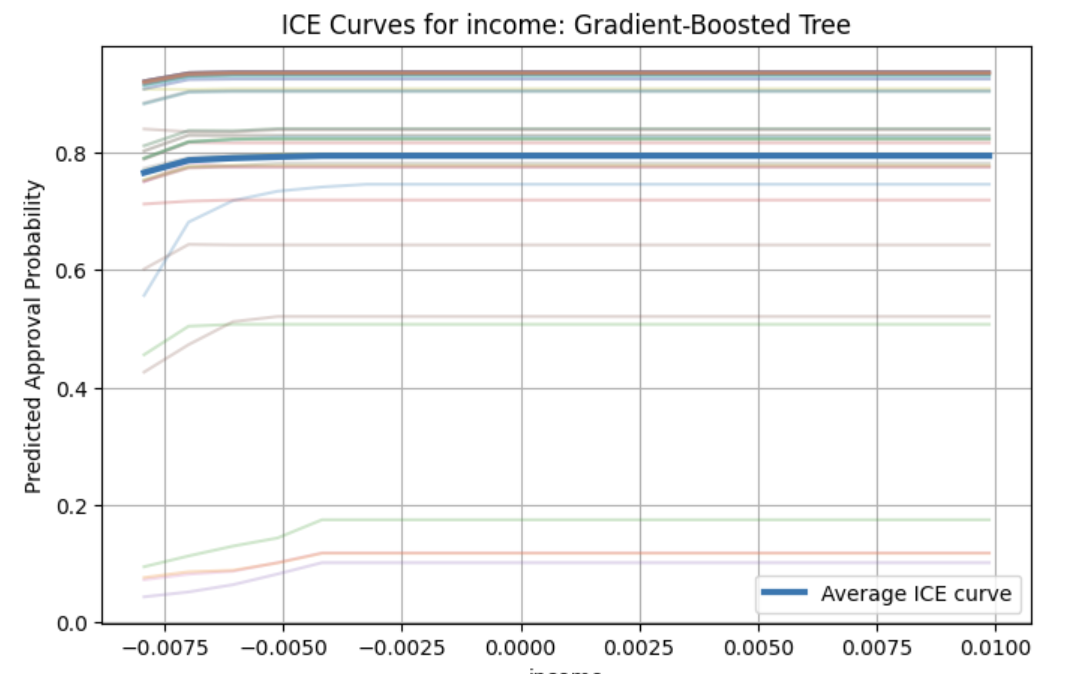 ICE Curves for income: Gradient-Boosted Tree
Predicted Approval Probability
0.8
0.6
0.4
0.2
0.0
−0.0075 −0.0050 −0.0025 0.0000 0.0025 0.0050 0.0075 0.0100
Average ICE curve
income